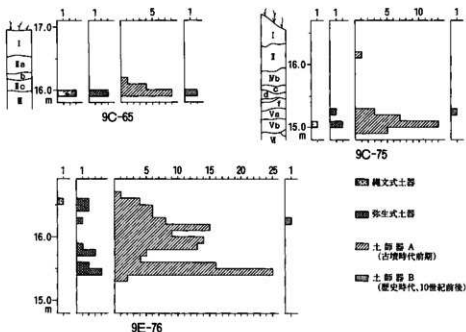 1 1 5 1
17.0
I
IIa
b
IIc
III
16.0
m
9C-65
1 1 5 10 1
I
II
IVb
c
d
f
Va
Vb
VI
16.0
15.0
m
9C-75
1 1 5 10 15 20 25 1
16.0
15.0
m
9E-76
縄文式土器
弥生式土器
土師器 A
(古墳時代前期)
土師器 B
(歴史時代、10世紀前後)